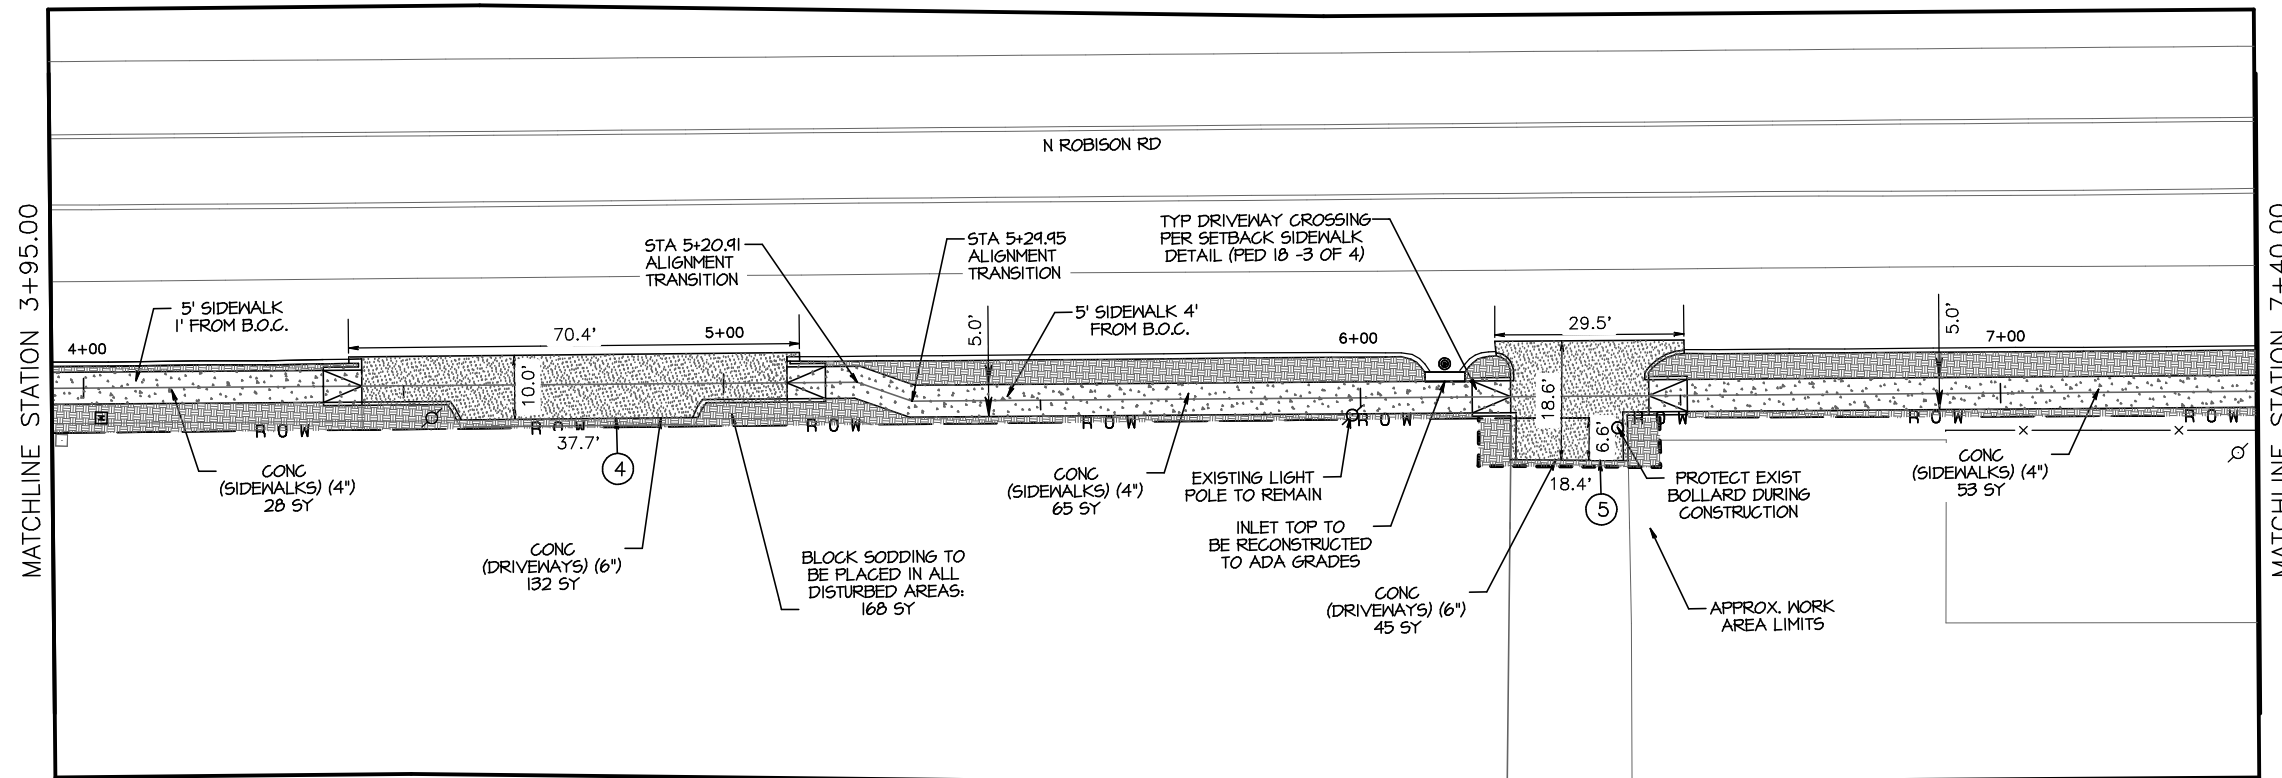 MATCHLINE STATION 3+95.00
N ROBISON RD
TYP DRIVEWAY CROSSING
PER SETBACK SIDEWALK
DETAIL (PED 18 -3 OF 4)
STA 5+20.91
ALIGNMENT
TRANSITION
STA 5+29.95
ALIGNMENT
TRANSITION
5' SIDEWALK
1' FROM B.O.C.
5' SIDEWALK 4'
FROM B.O.C.
4+00
70.4'
5+00
5.0'
6+00
29.5'
7+00
5.0'
10.0'
18.6'
6.6'
ROW
ROW
ROW
ROW
ROW
ROW
ROW
ROW
37.7'
4
18.4'
5
CONC
(SIDEWALKS) (4")
28 SY
CONC
(SIDEWALKS) (4")
65 SY
EXISTING LIGHT
POLE TO REMAIN
PROTECT EXIST
BOLLARD DURING
CONSTRUCTION
CONC
(SIDEWALKS) (4")
53 SY
CONC
(DRIVEWAYS) (6")
132 SY
BLOCK SODDING TO
BE PLACED IN ALL
DISTURBED AREAS:
168 SY
INLET TOP TO
BE RECONSTRUCTED
TO ADA GRADES
CONC
(DRIVEWAYS) (6")
45 SY
APPROX. WORK
AREA LIMITS
MATCHLINE STATION 7+40.00